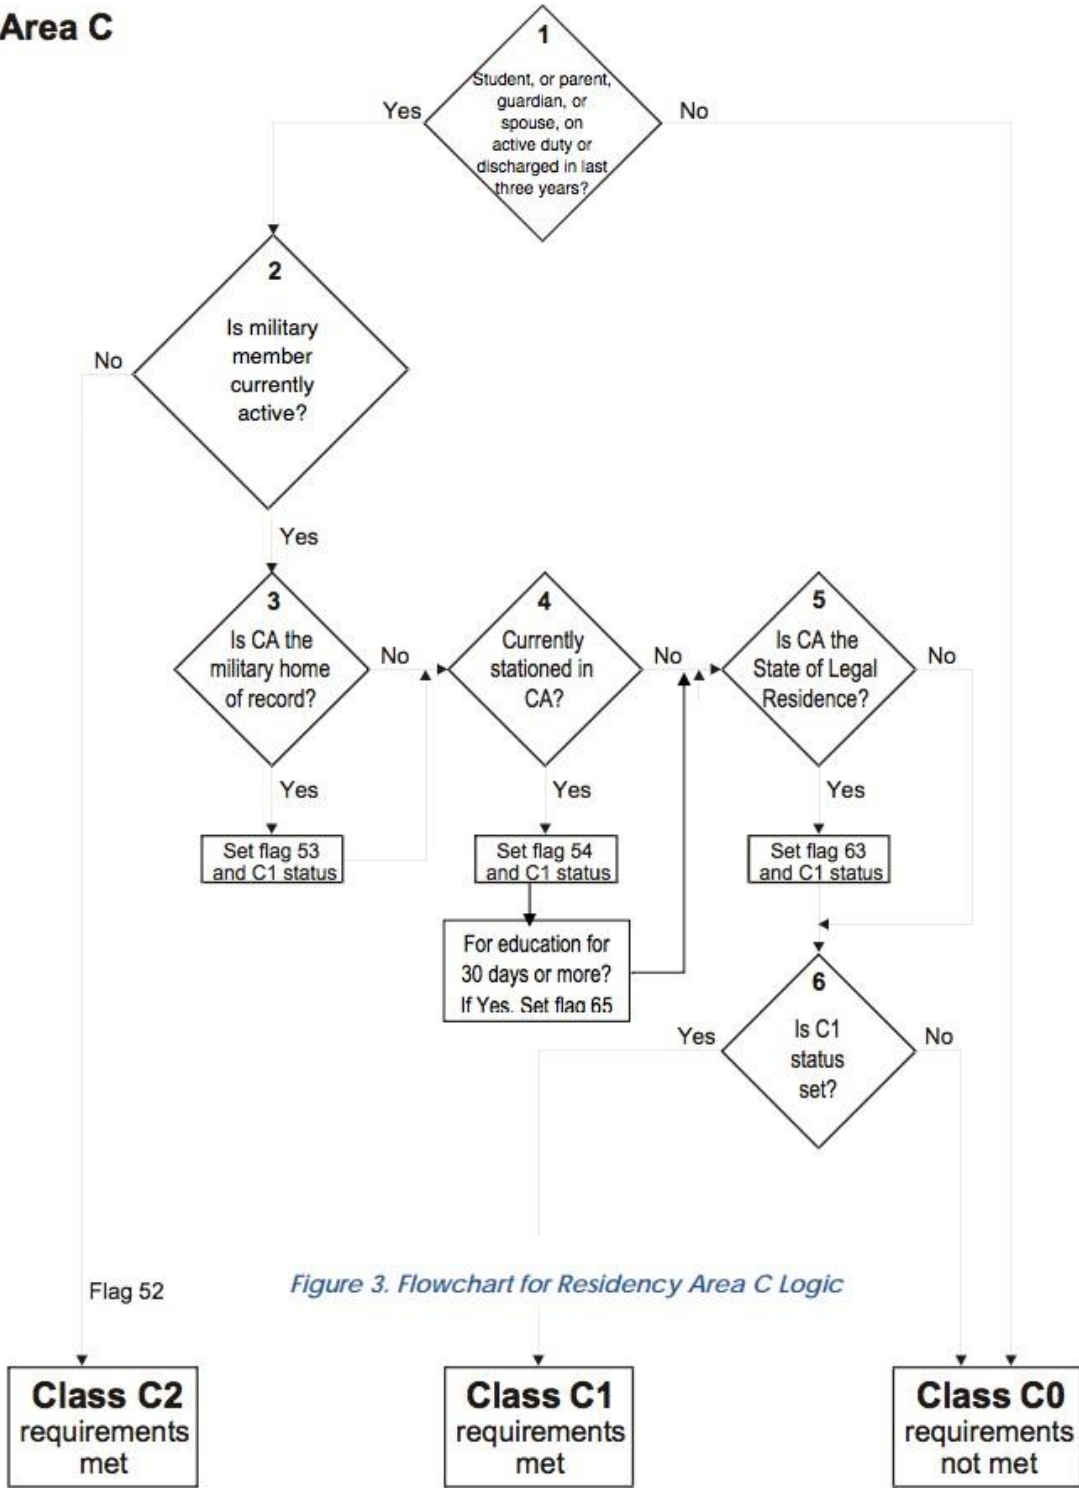 Area C
1
Student, or parent,
guardian, or
spouse, on
active duty or
discharged in last
three years?
Yes
No
2
Is military
member
currently
active?
No
Yes
3
Is CA the
military home
of record?
No
Yes
4
Currently
stationed in
CA?
No
Yes
5
Is CA the
State of Legal
Residence?
No
Yes
Set flag 53
and C1 status
Set flag 54
and C1 status
Set flag 63
and C1 status
For education for
30 days or more?
If Yes. Set flag 65
6
Is C1
status
set?
Yes
No
Flag 52
Figure 3. Flowchart for Residency Area C Logic
Class C2
requirements
met
Class C1
requirements
met
Class C0
requirements
not met